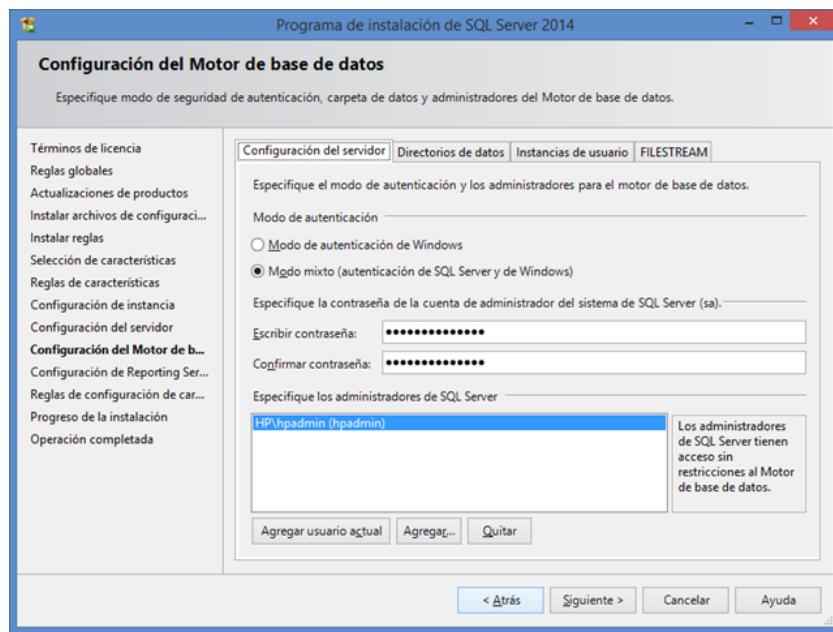 Programa de instalación de SQL Server 2014
Configuración del Motor de base de datos
Especifique modo de seguridad de autenticación, carpeta de datos y administradores del Motor de base de datos.
Términos de licencia
Reglas globales
Actualizaciones de productos
Instalar archivos de configuraci...
Instalar reglas
Selección de características
Reglas de características
Configuración de instancia
Configuración del servidor
Configuración del Motor de b...
Configuración de Reporting Ser...
Reglas de configuración de car...
Progreso de la instalación
Operación completada
Configuración del servidor
Directorios de datos
Instancias de usuario
FILESTREAM
Especifique el modo de autenticación y los administradores para el motor de base de datos.
Modo de autenticación
Modo de autenticación de Windows
Modo mixto (autenticación de SQL Server y de Windows)
Especifique la contraseña de la cuenta de administrador del sistema de SQL Server (sa).
Escribir contraseña: ●●●●●●●●●●●●●●
Confirmar contraseña: ●●●●●●●●●●●●●●
Especifique los administradores de SQL Server
HP\hpadmin (hpadmin)
Los administradores
de SQL Server tienen
acceso sin
restricciones al Motor
de base de datos.
Agregar usuario actual
Agregar...
Quitar
< Atrás
Siguiente >
Cancelar
Ayuda